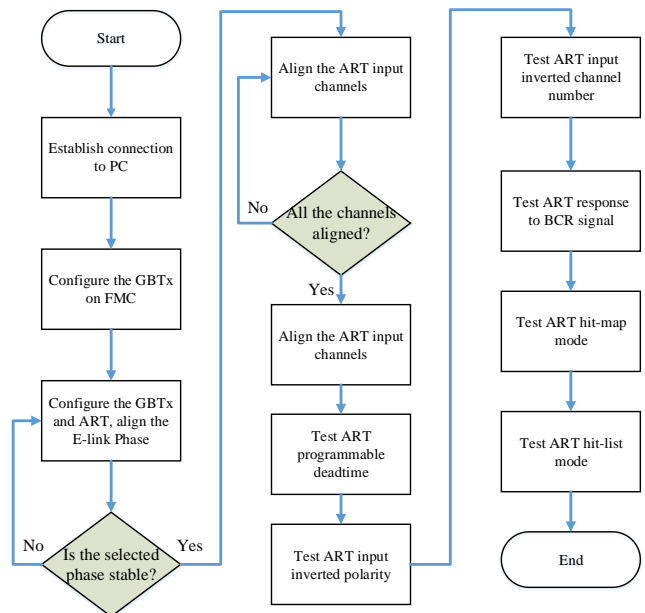 Start
Establish connection
to PC
Configure the GBTx
on FMC
Configure the GBTx
and ART, align the
E-link Phase
No
Is the selected
phase stable?
Yes
Align the ART input
channels
No
All the channels
aligned?
Yes
Align the ART input
channels
Test ART
programmable
deadtime
Test ART input
inverted polarity
Test ART input
inverted channel
number
Test ART response
to BCR signal
Test ART hit-map
mode
Test ART hit-list
mode
End